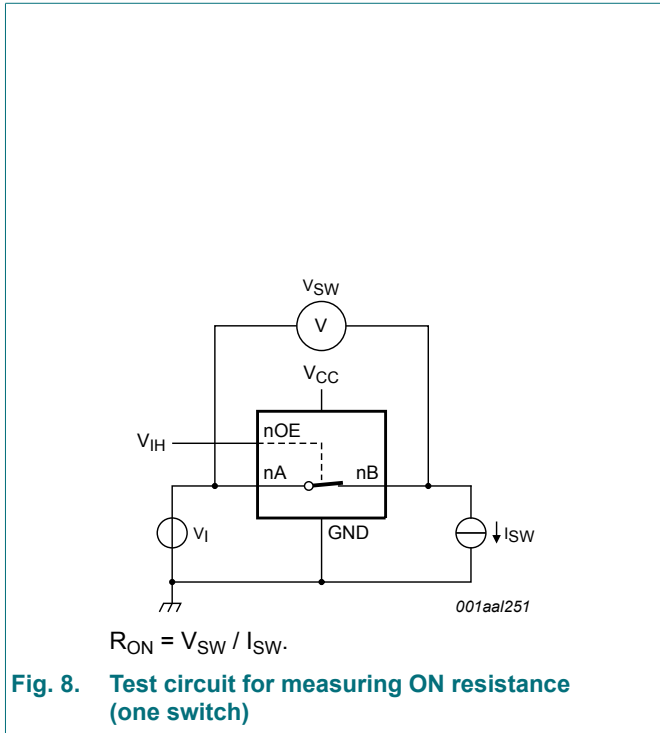 VSW
V
VCC
nOE
VIH
nA
nB
VI
GND
ISW
001aal251
RON = VSW / ISW.
Fig. 8. Test circuit for measuring ON resistance
(one switch)